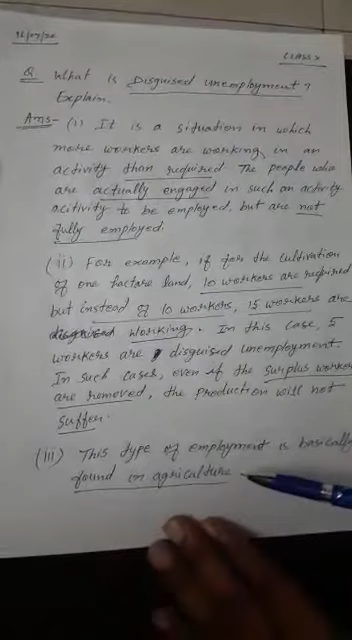 16/07/20
CLASS X
Q What is Disguised unemployment?
Explain.
Ans- (i) It is a situation in which
more workers are working in an
activity than required. The people who
are actually engaged in such an activity
acitivity to be employed, but are not
fully employed.
(ii) For example, if for the cultivation
of one factare land, 10 workers are required
but instead of 10 workers, 15 workers are
working. In this case, 5
workers are disguised unemployment.
In such cases, even if the surplus worker
are removed, the production will not
suffer.
(iii) This type of employment is basically
found in agriculture